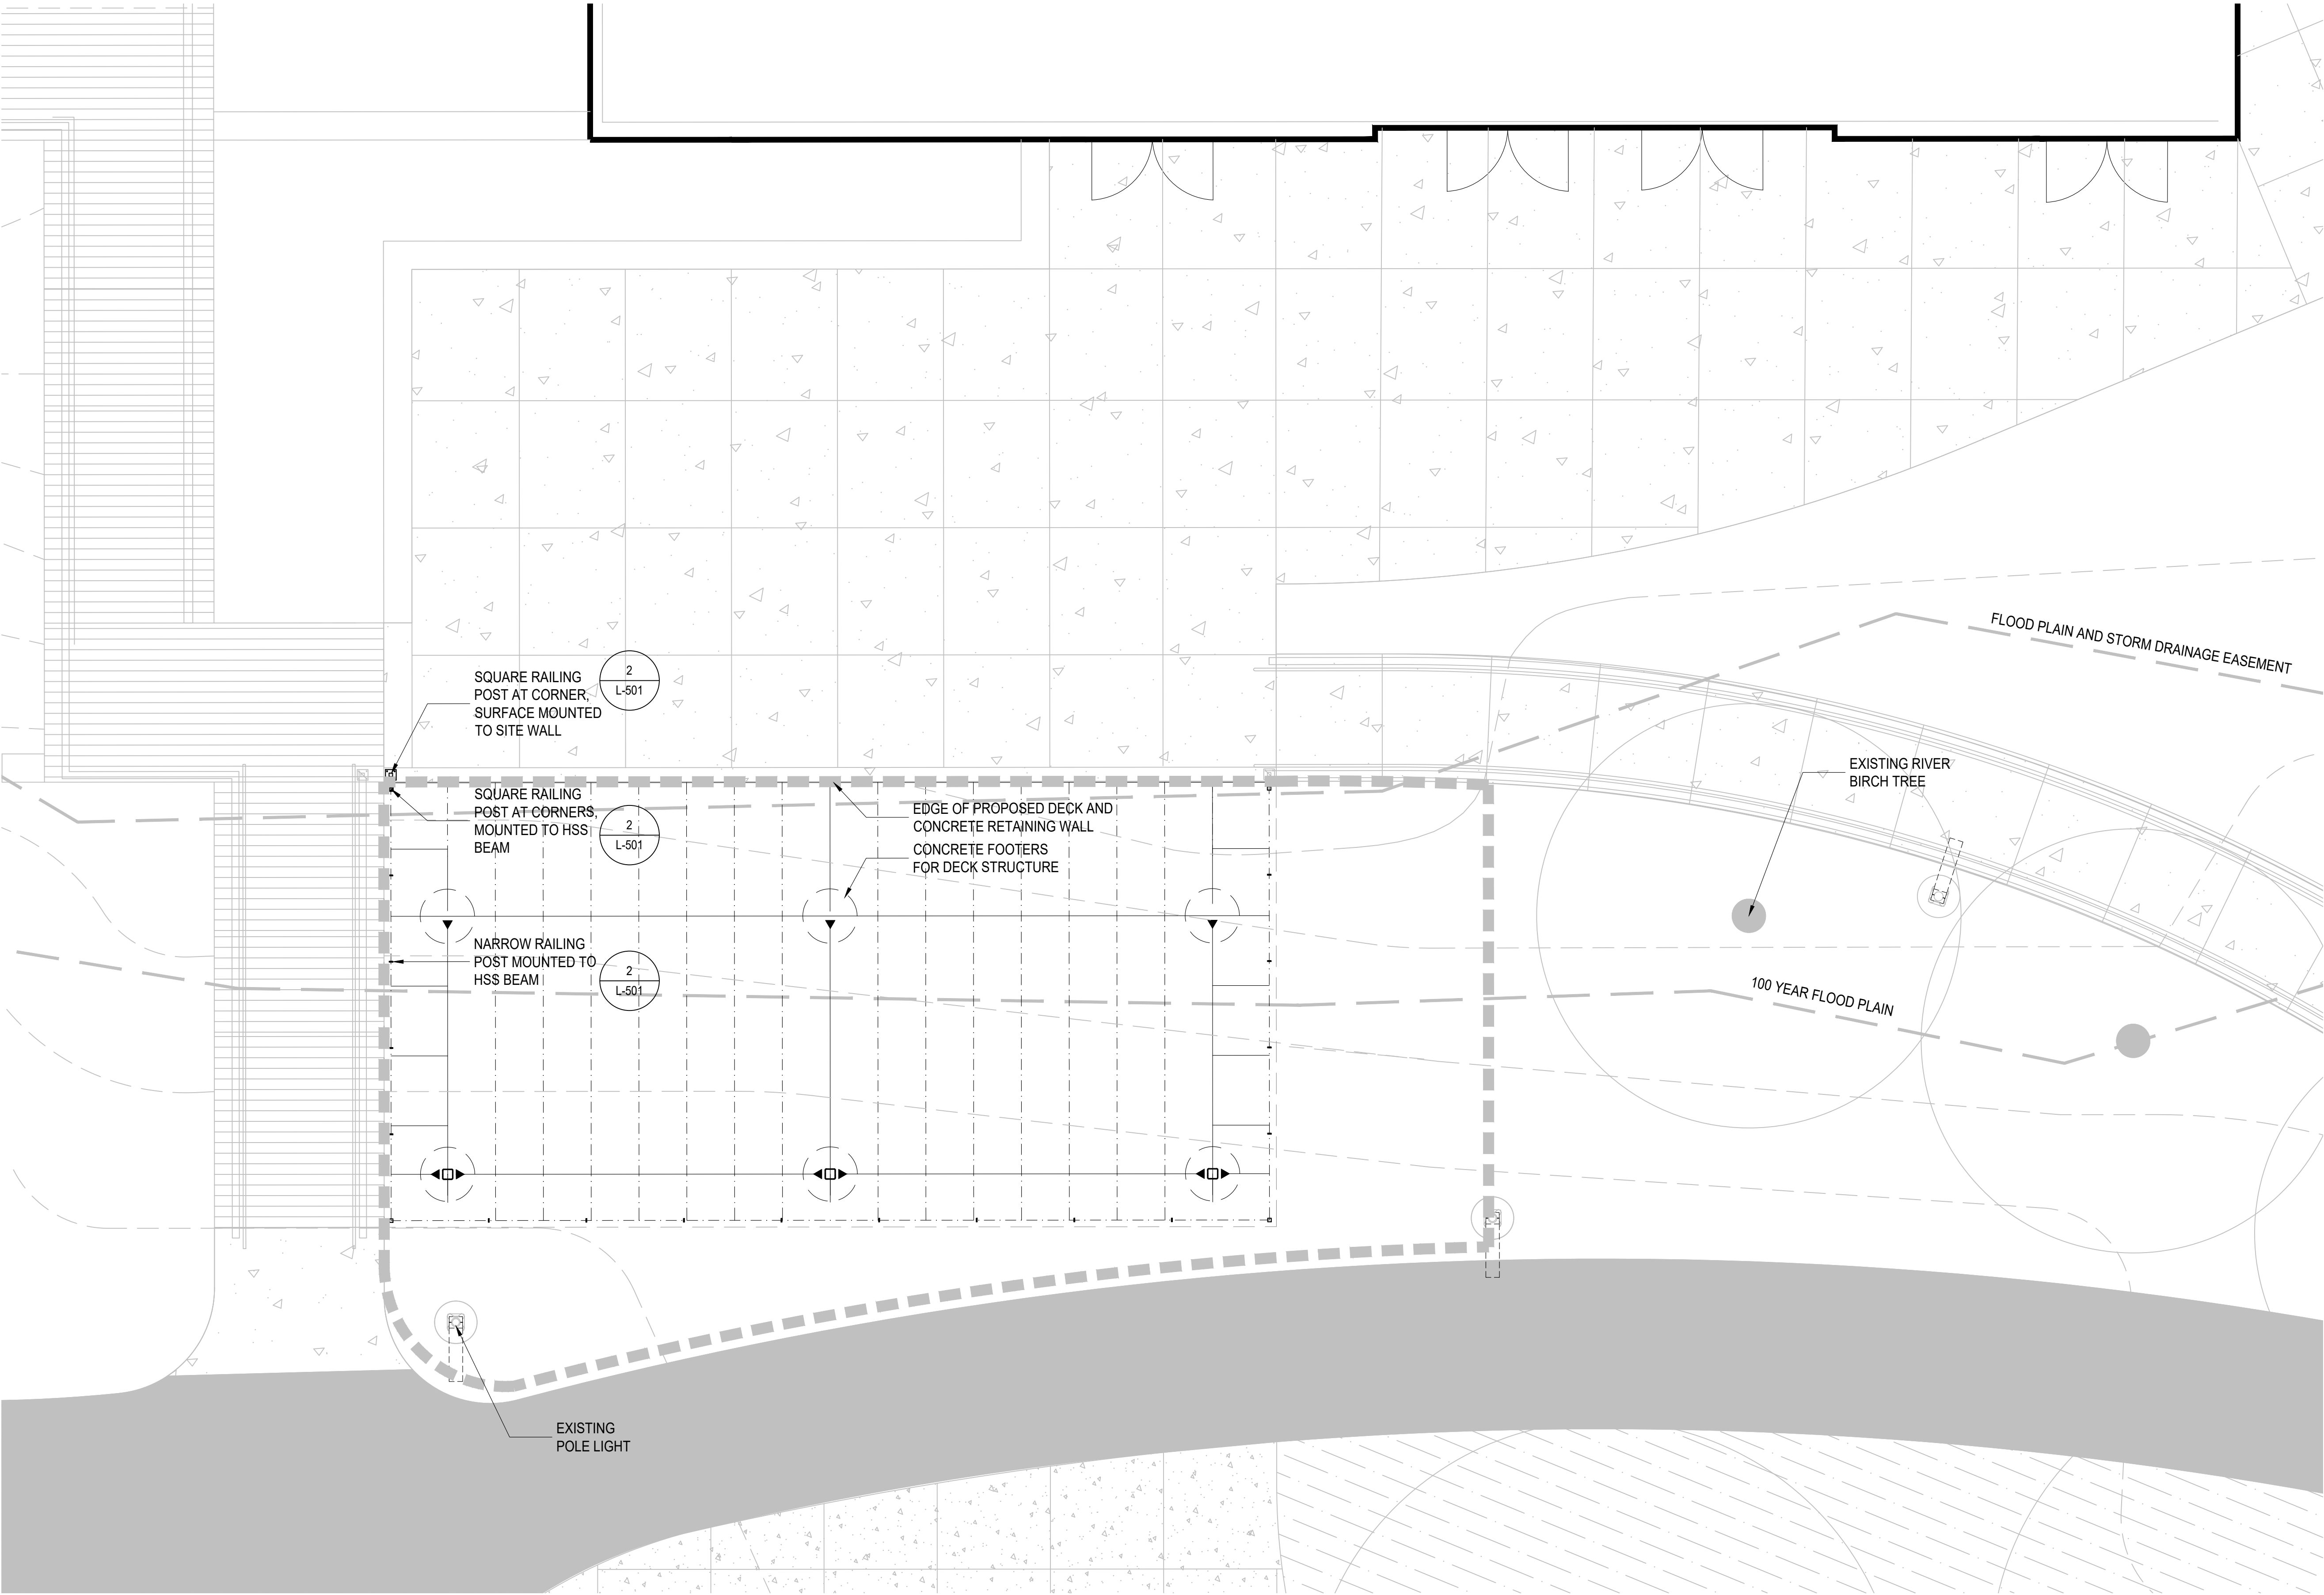 FLOOD PLAIN AND STORM DRAINAGE EASEMENT
SQUARE RAILING
POST AT CORNER,
SURFACE MOUNTED
TO SITE WALL
2
L-501
EXISTING RIVER
BIRCH TREE
SQUARE RAILING
POST AT CORNERS,
MOUNTED TO HSS
BEAM
2
L-501
EDGE OF PROPOSED DECK AND
CONCRETE RETAINING WALL
CONCRETE FOOTERS
FOR DECK STRUCTURE
NARROW RAILING
POST MOUNTED TO
HSS BEAM
2
L-501
100 YEAR FLOOD PLAIN
EXISTING
POLE LIGHT